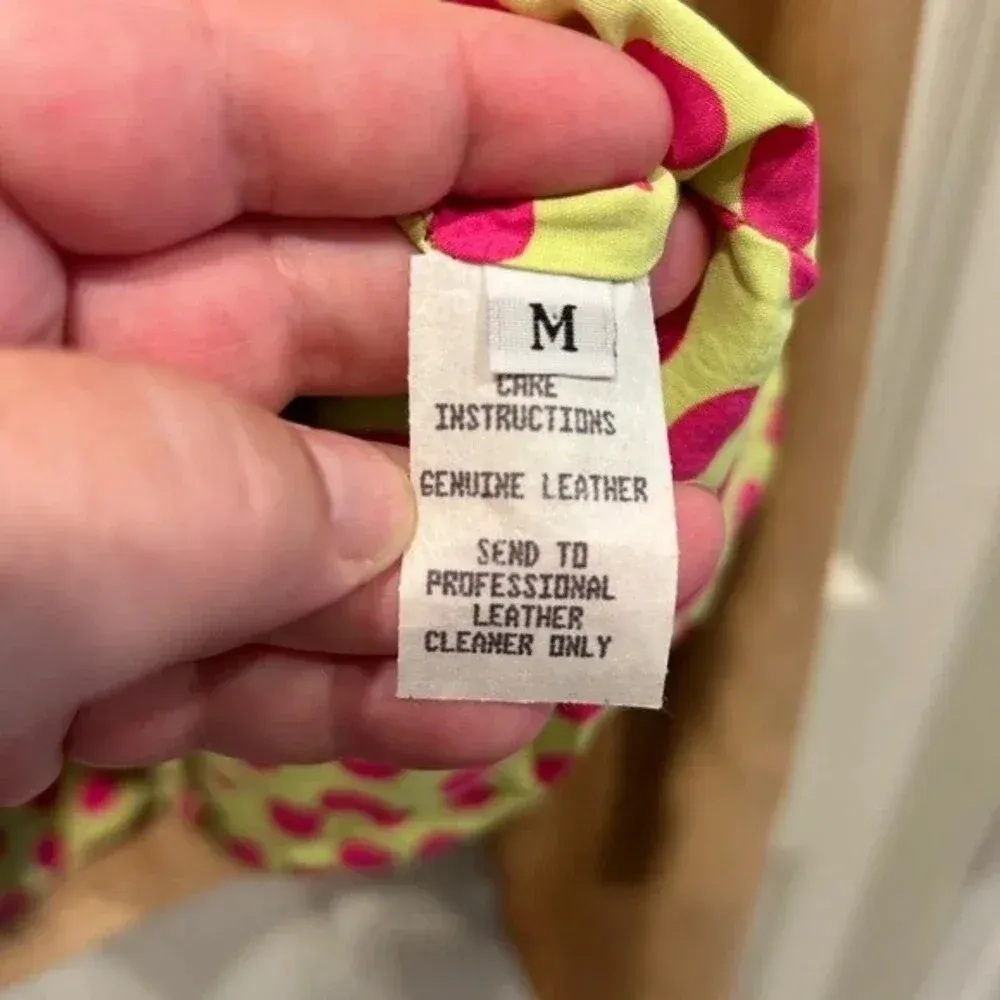 M
CARE
INSTRUCTIONS
GENUINE LEATHER
SEND TO
PROFESSIONAL
LEATHER
CLEANER ONLY